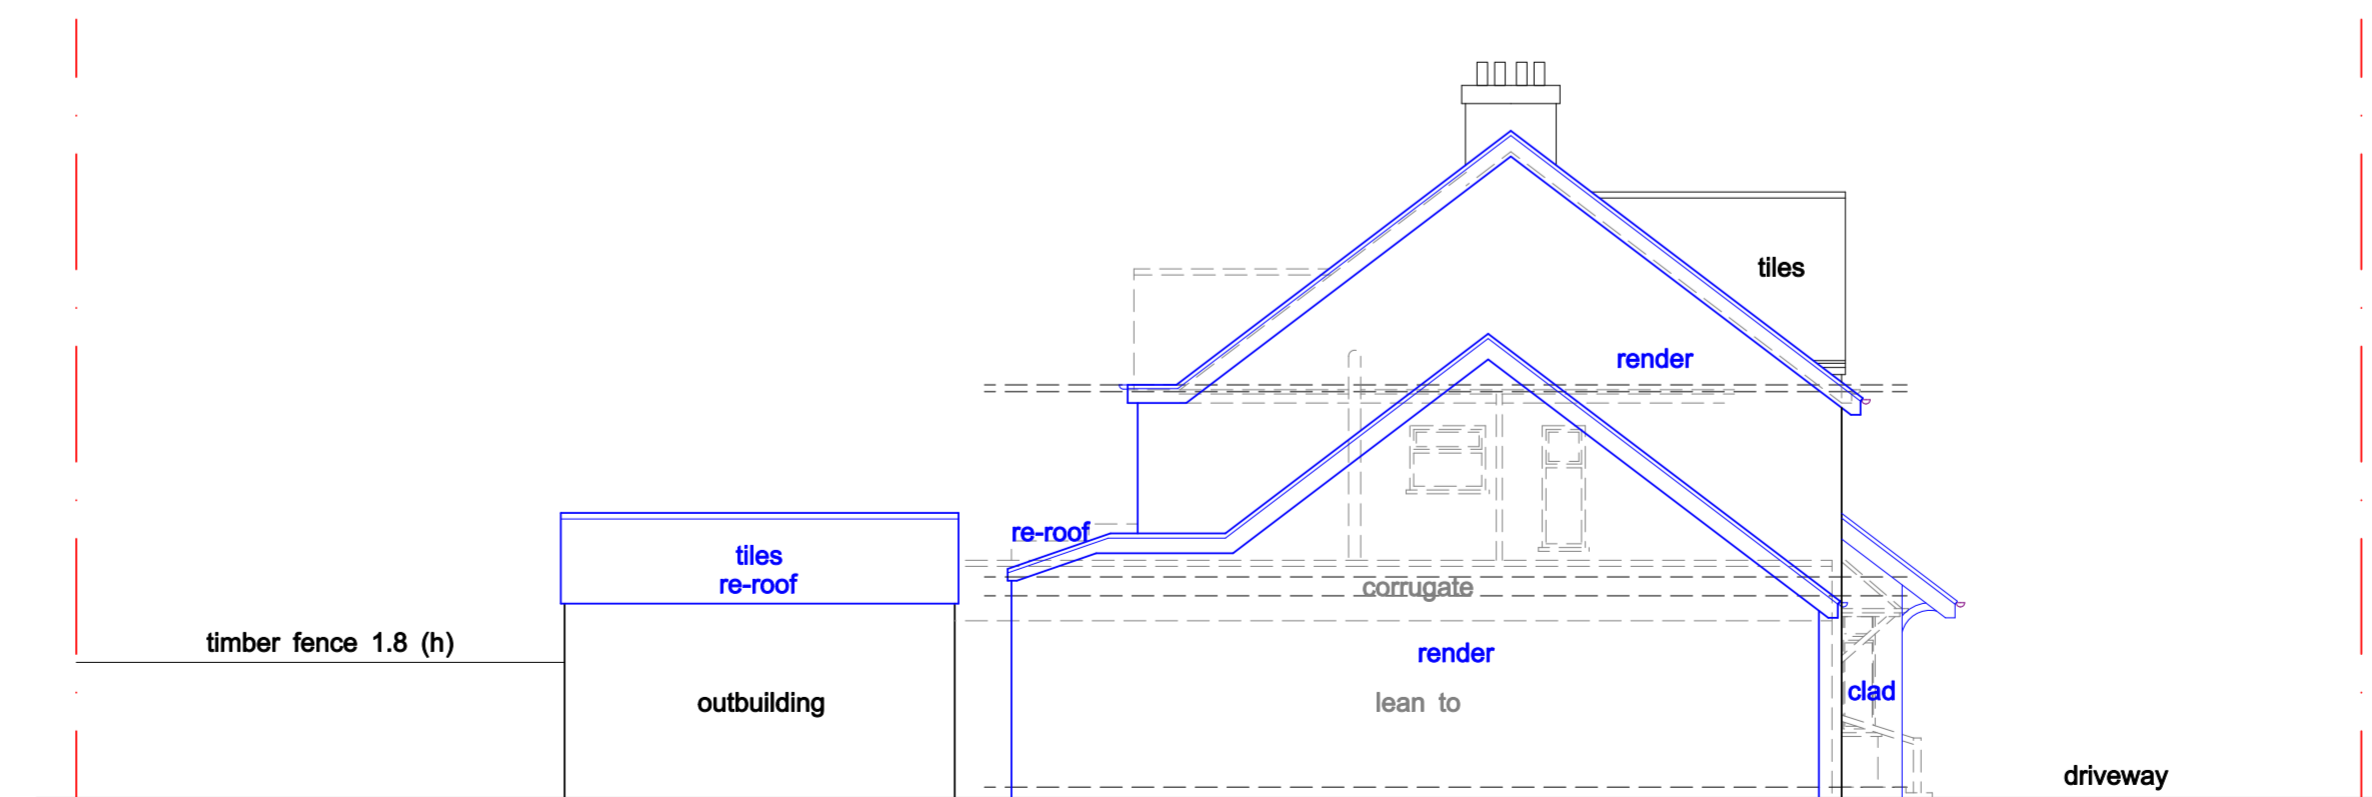 tiles
render
re-roof
tiles
re-roof
corrugate
timber fence 1.8 (h)
render
clad
outbuilding
lean to
driveway